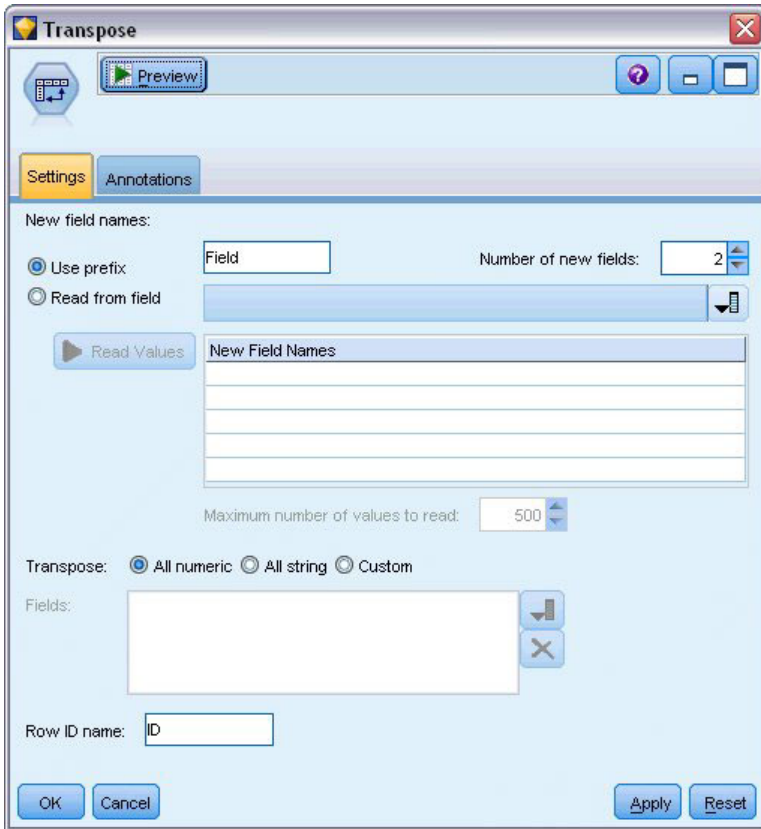 Transpose
Preview
Settings Annotations
New field names:
Use prefix Field Number of new fields: 2
Read from field
Read Values New Field Names
Maximum number of values to read: 500
Transpose: All numeric All string Custom
Fields:
Row ID name: ID
OK Cancel Apply Reset